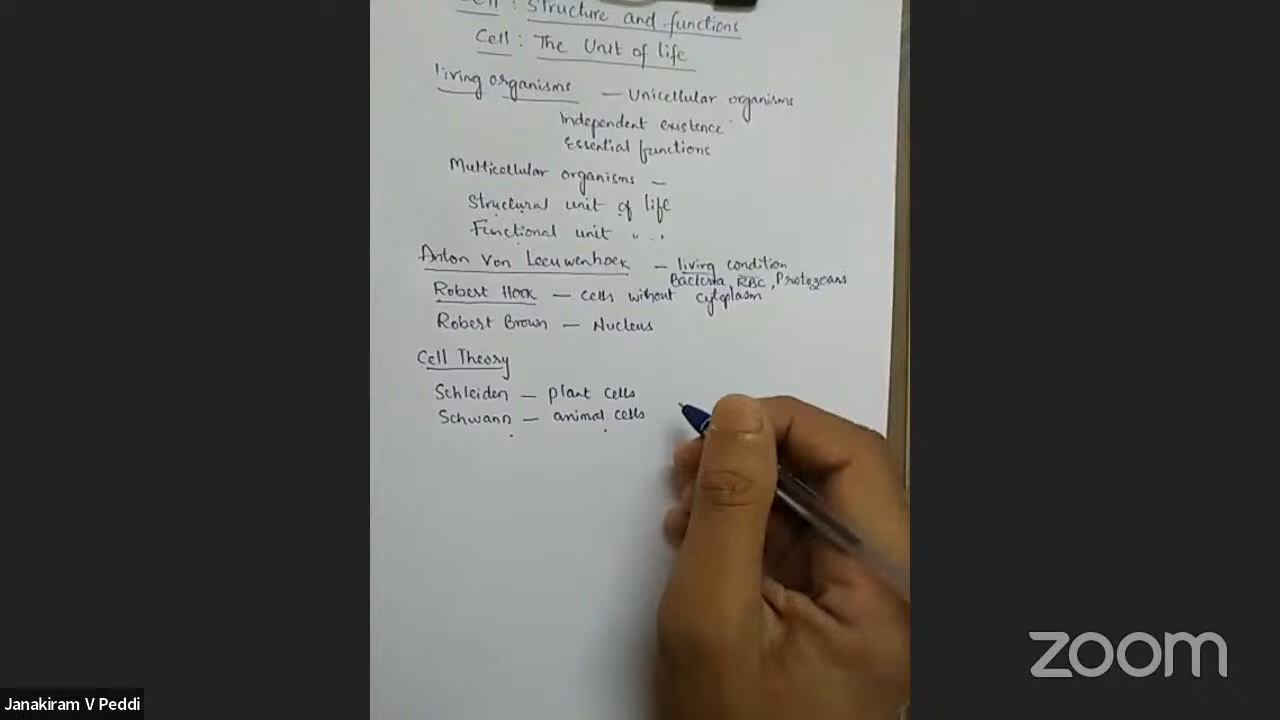 Cell : Structure and functions
Cell : The Unit of life
Living organisms — Unicellular organisms
Independent existence
Essential functions
Multicellular organisms —
Structural unit of life
Functional unit " "
Anton Von Leeuwenhoek — living condition
Bacteria, RBC, Protozoans
Robert Hook — cells without cytoplasm
Robert Brown — Nucleus
Cell Theory
Schleiden — plant cells
Schwann — animal cells
zoom
Janakiram V Peddi